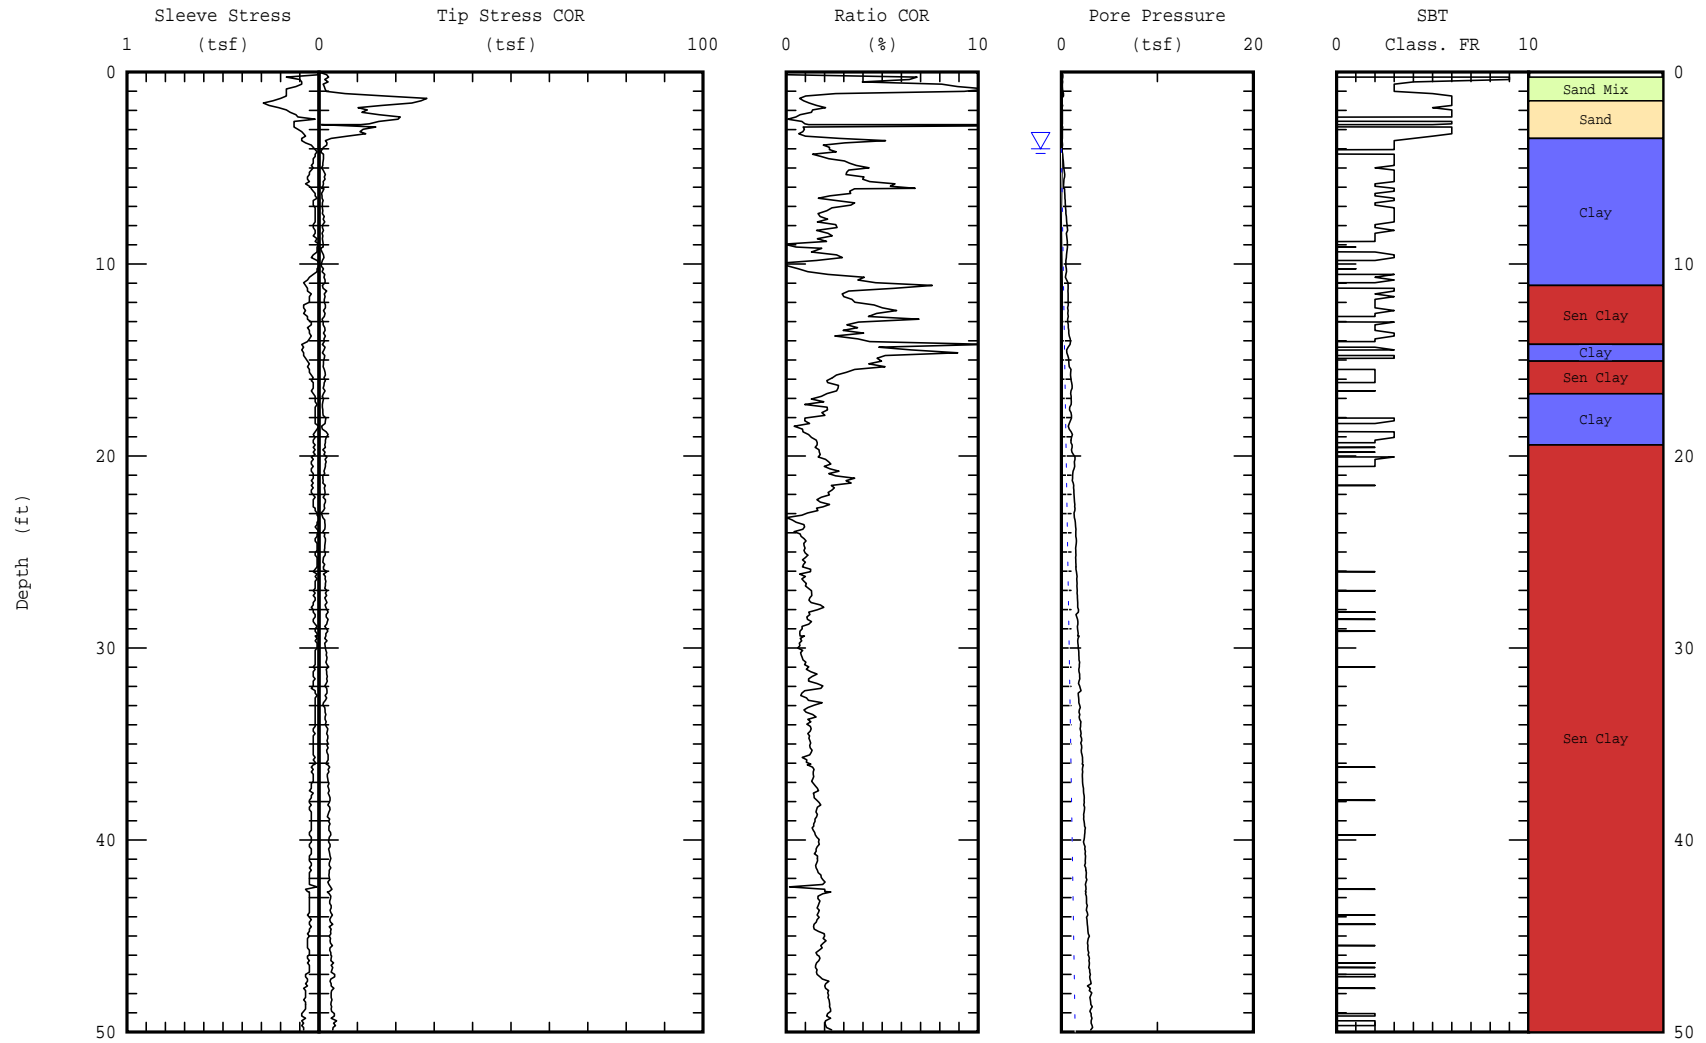 Sleeve Stress Tip Stress COR Ratio COR Pore Pressure SBT
1 (tsf) 0 (tsf) 100 0 (%) 10 0 (tsf) 20 0 Class. FR 10
0 0
Sand Mix
Sand
Clay
10 10
Sen Clay
Clay
Sen Clay
Clay
20 20
Depth (ft)
30 30
Sen Clay
40 40
50 50